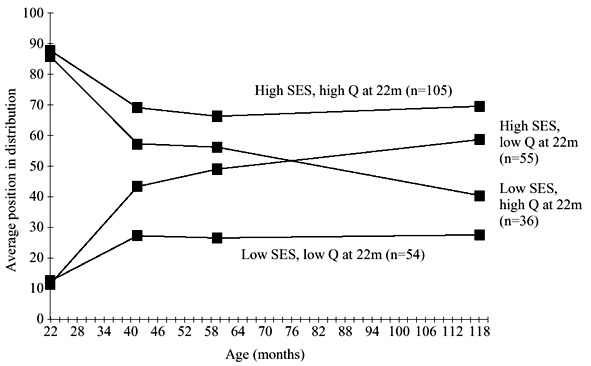 100
90
80
70
60
50
40
30
20
10
0
Average position in distribution
High SES, high Q at 22m (n=105)
High SES,
low Q at 22m
(n=55)
Low SES,
high Q at 22m
(n=36)
Low SES, low Q at 22m (n=54)
22 28 34 40 46 52 58 64 70 76 82 88 94 100 106 112 118
Age (months)